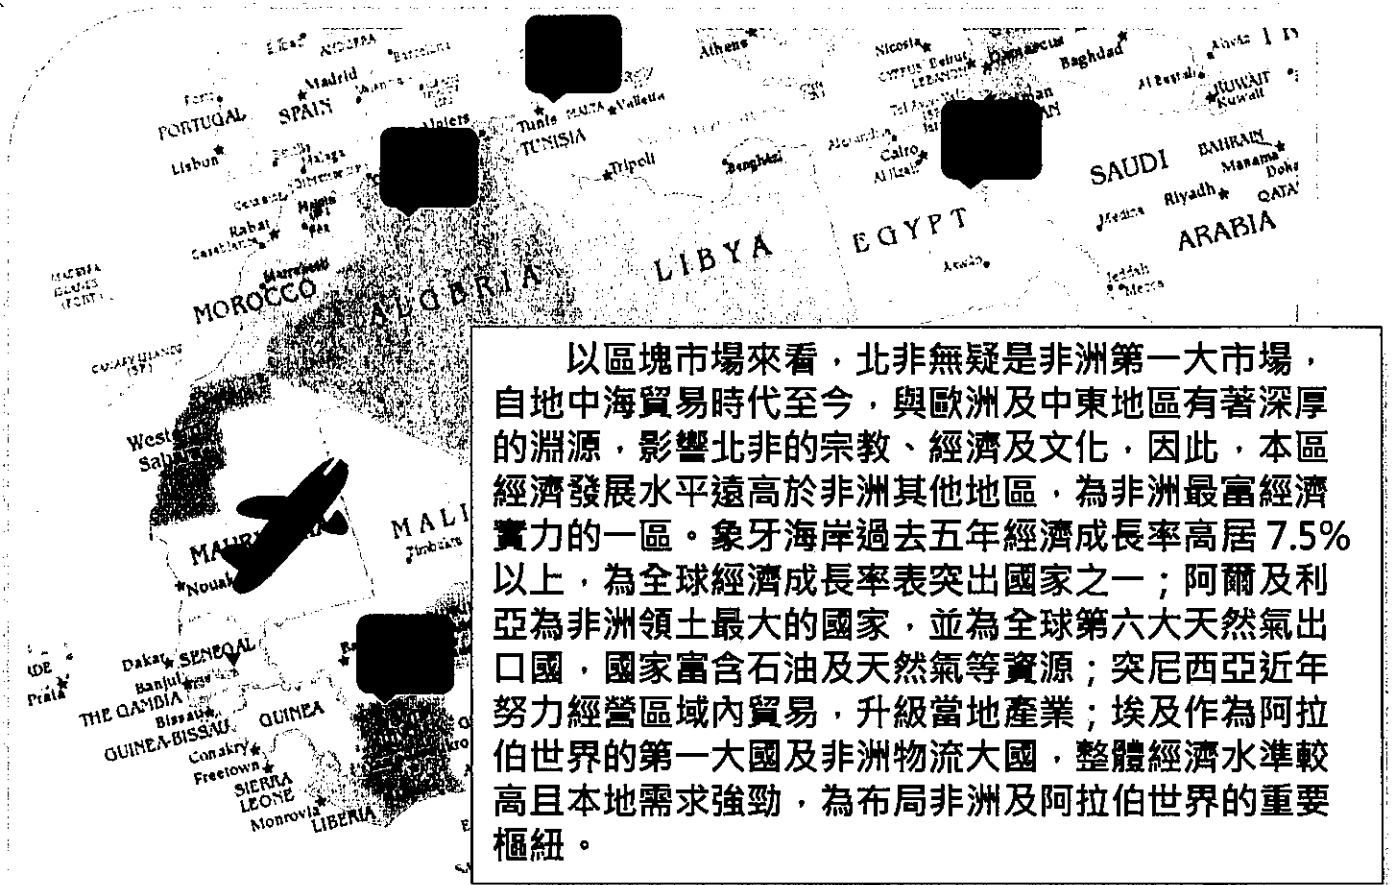 ANDORRA
Barcelona
Athens
Nicosia
CYPRUS Beirut
LEBANON
Damascus
Baghdad
Madrid
SPAIN
PORTUGAL
Lisbon
Malaga
Algiers
Tunis MALTA Valletta
TUNISIA
Tripoli
Benghazi
Cairo
Al Jizah
KUWAIT
Kuwait
SAUDI
BAHRAIN
Manama
Doha
QATAR
Medina Riyadh
ARABIA
Jeddah
Mecca
Rabat
Casablanca
Marrakech
MOROCCO
ALGERIA
LIBYA
EGYPT
Aswan
CANARY ISLANDS
(SP.)
MALI
Timbuktu
Dakar SENEGAL
Banjul
THE GAMBIA
Bissau
GUINEA-BISSAU
GUINEA
Conakry
Freetown
SIERRA
LEONE
Monrovia
LIBERIA
以區塊市場來看，北非無疑是非洲第一大市場，
自地中海貿易時代至今，與歐洲及中東地區有著深厚
的淵源，影響北非的宗教、經濟及文化，因此，本區
經濟發展水平遠高於非洲其他地區，為非洲最富經濟
實力的一區。象牙海岸過去五年經濟成長率高居 7.5%
以上，為全球經濟成長率表突出國家之一；阿爾及利
亞為非洲領土最大的國家，並為全球第六大天然氣出
口國，國家富含石油及天然氣等資源；突尼西亞近年
努力經營區域內貿易，升級當地產業；埃及作為阿拉
伯世界的第一大國及非洲物流大國，整體經濟水準較
高且本地需求強勁，為布局非洲及阿拉伯世界的重要
樞紐。